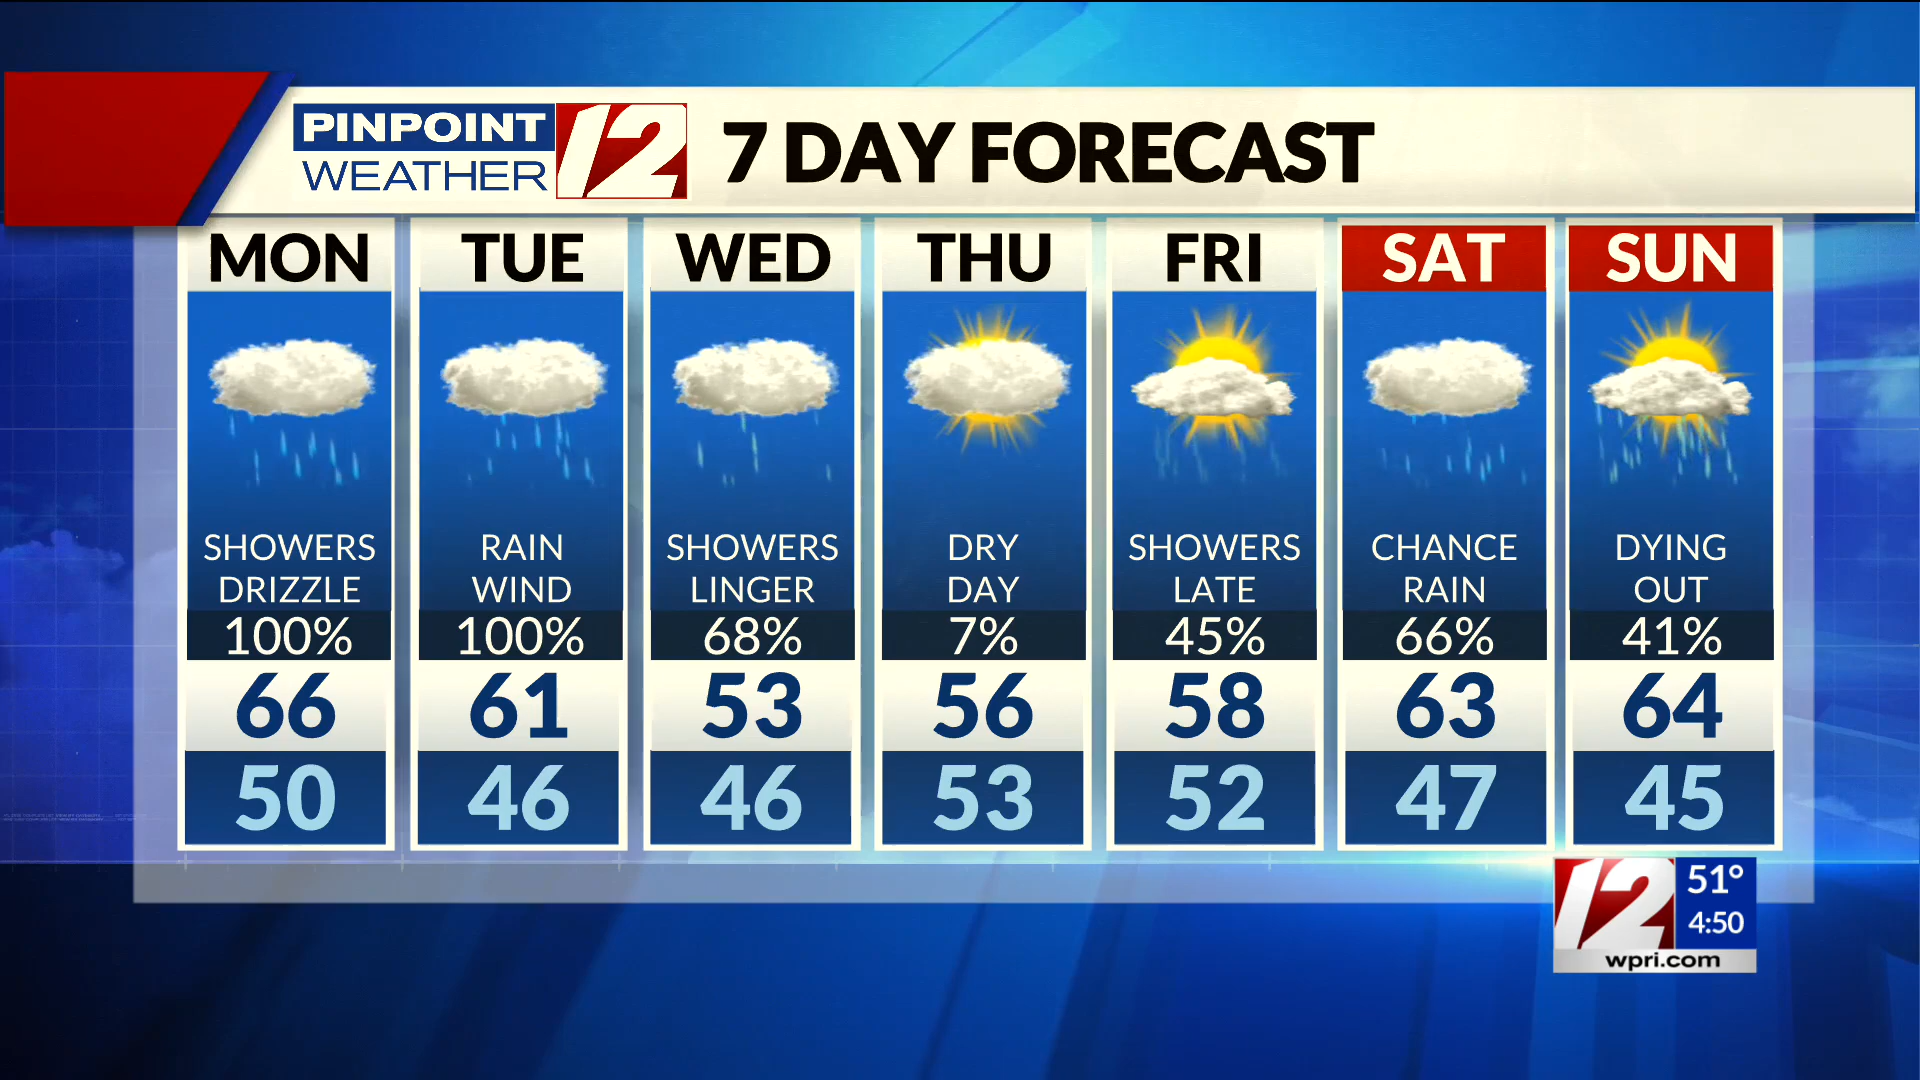 PINPOINT
WEATHER 12
7 DAY FORECAST
MON TUE WED THU FRI SAT SUN
SHOWERS RAIN SHOWERS DRY SHOWERS CHANCE DYING
DRIZZLE WIND LINGER DAY LATE RAIN OUT
100% 100% 68% 7% 45% 66% 41%
66 61 53 56 58 63 64
50 46 46 53 52 47 45
12 51°
4:50
wpri.com